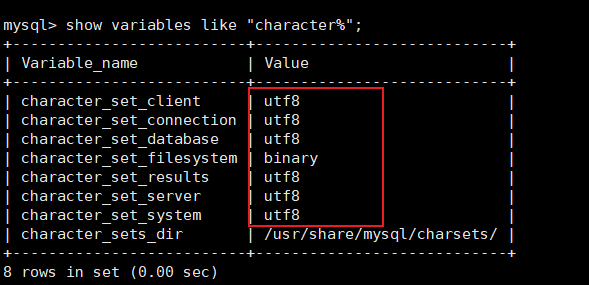 mysql> show variables like "character%";
+--------------------------+----------------------------+
| Variable_name | Value |
+--------------------------+----------------------------+
| character_set_client | utf8 |
| character_set_connection | utf8 |
| character_set_database | utf8 |
| character_set_filesystem | binary |
| character_set_results | utf8 |
| character_set_server | utf8 |
| character_set_system | utf8 |
| character_sets_dir | /usr/share/mysql/charsets/ |
+--------------------------+----------------------------+
8 rows in set (0.00 sec)